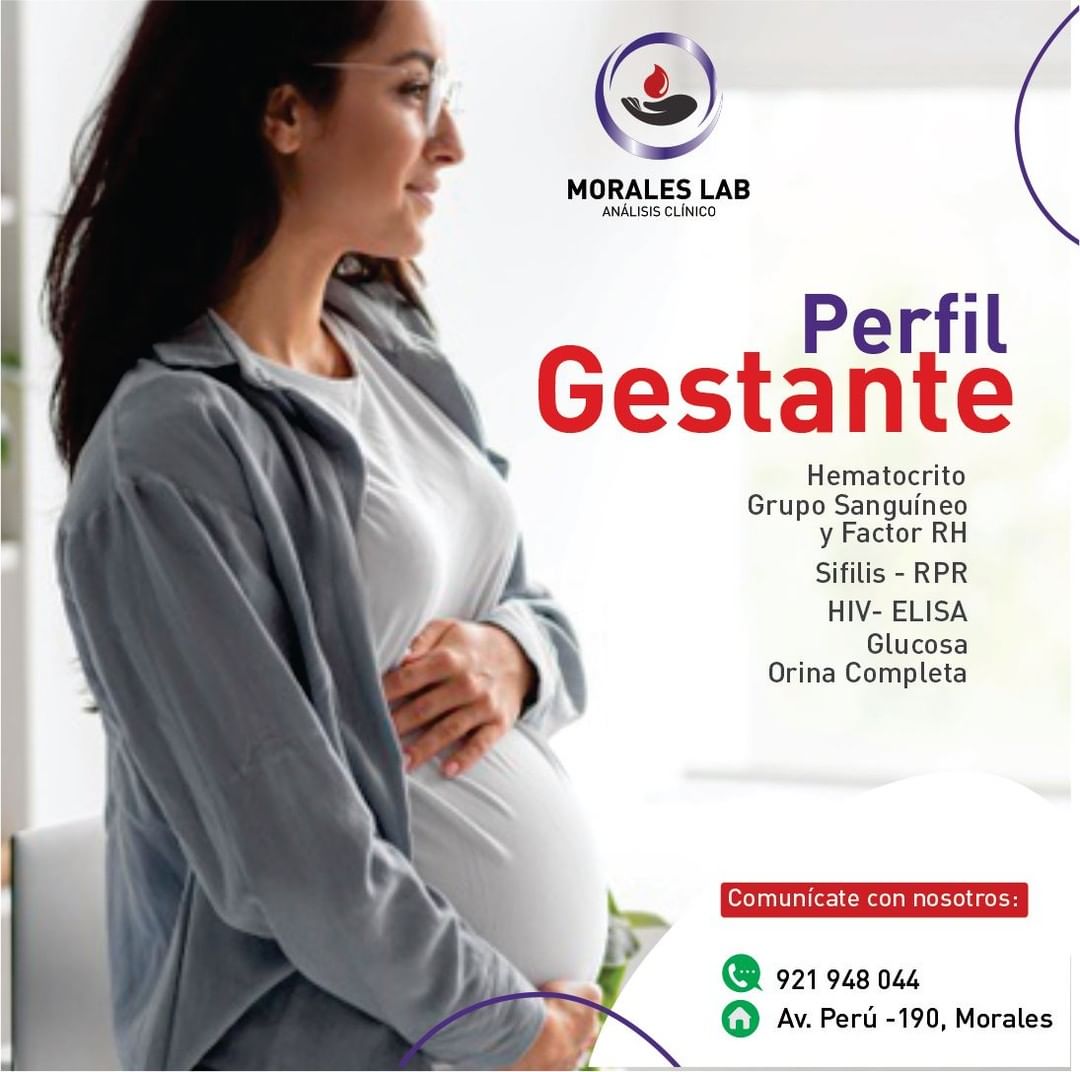 MORALES LAB
ANÁLISIS CLÍNICO
Perfil
Gestante
Hematocrito
Grupo Sanguíneo
y Factor RH
Sifilis - RPR
HIV- ELISA
Glucosa
Orina Completa
Comunícate con nosotros:
921 948 044
Av. Perú -190, Morales